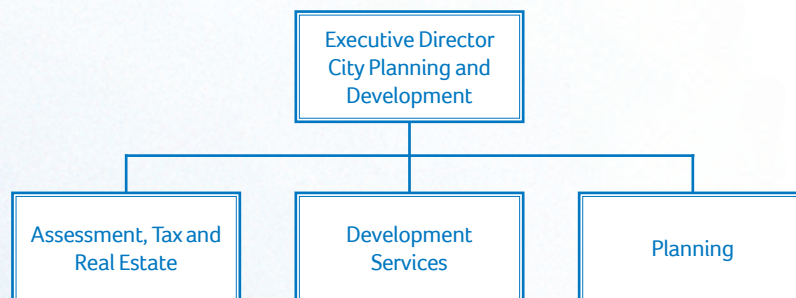 Executive Director
City Planning and
Development
Assessment, Tax and
Real Estate
Development
Services
Planning